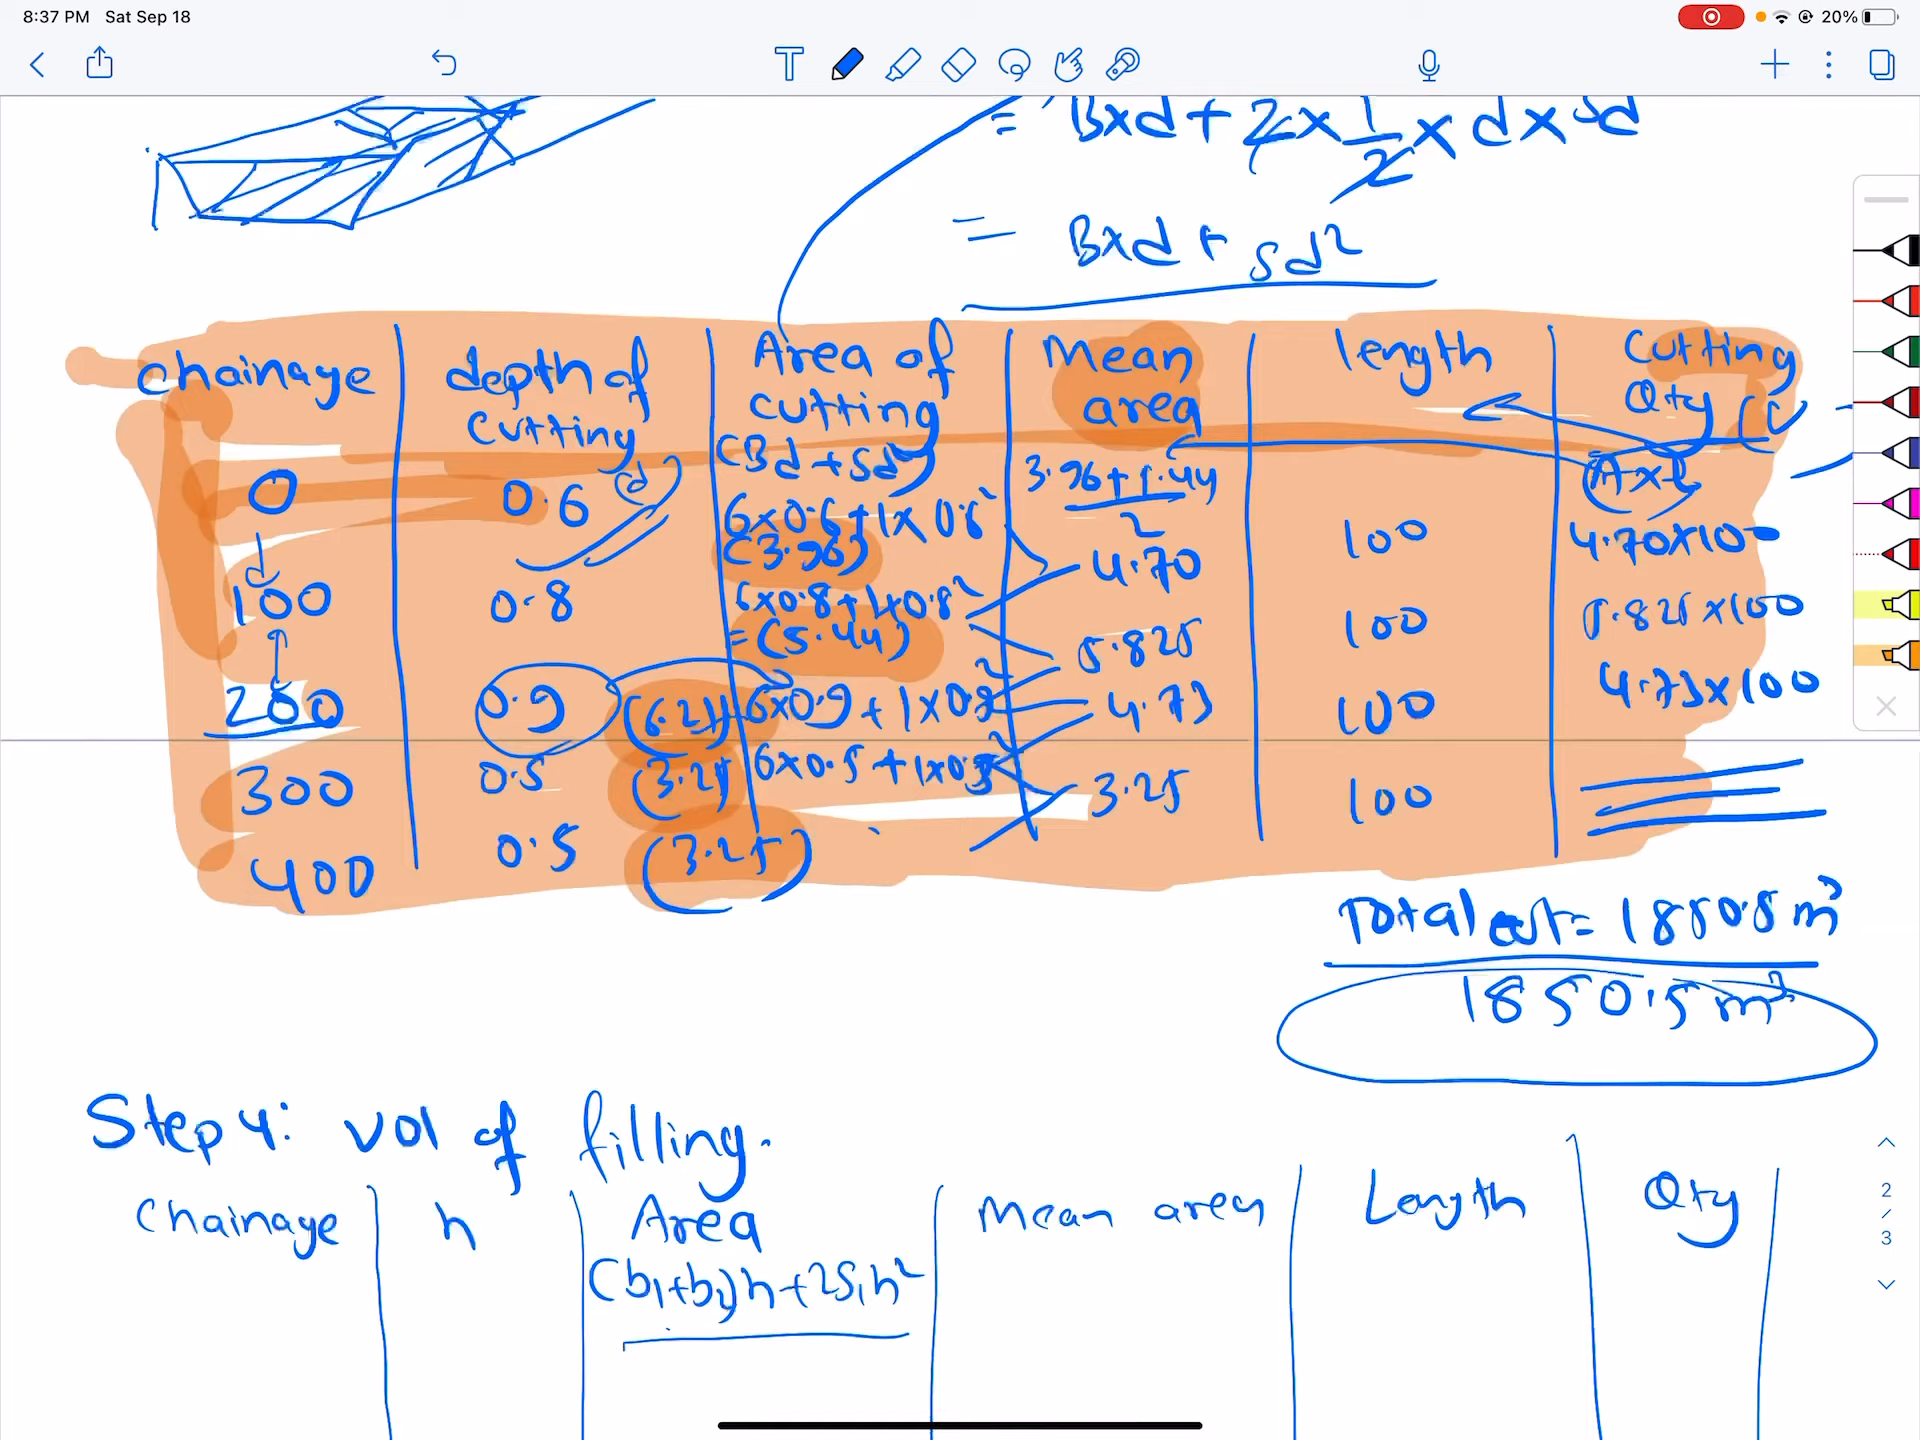 8:37 PM Sat Sep 18
20%
= Bxd + 2 x 1/2 x d x sd
= Bxd + sd²
chainage | depth of cutting (d) | Area of cutting (Bd + sd²) | Mean area | length | Cutting Qty (Axl)
0 | 0.6 | 6x0.6 + 1x0.6² (3.96) | 3.96+5.44 / 2
4.70 | 100 | 4.70x100
100 | 0.8 | 6x0.8 + 1x0.8² = (5.44)
5.825 | 100 | 5.825x100
200 | 0.9 | (6.21) 6x0.9 + 1x0.9²
4.73 | 100 | 4.73x100
300 | 0.5 | (3.25) 6x0.5 + 1x0.5²
3.25 | 100
400 | 0.5 | (3.25)
Total cut = 1850.5 m³
1850.5 m³
Step 4: vol of filling.
Chainage | h | Area (b₁+b₂)h + 2S₁h² | Mean area | Length | Qty
2
3